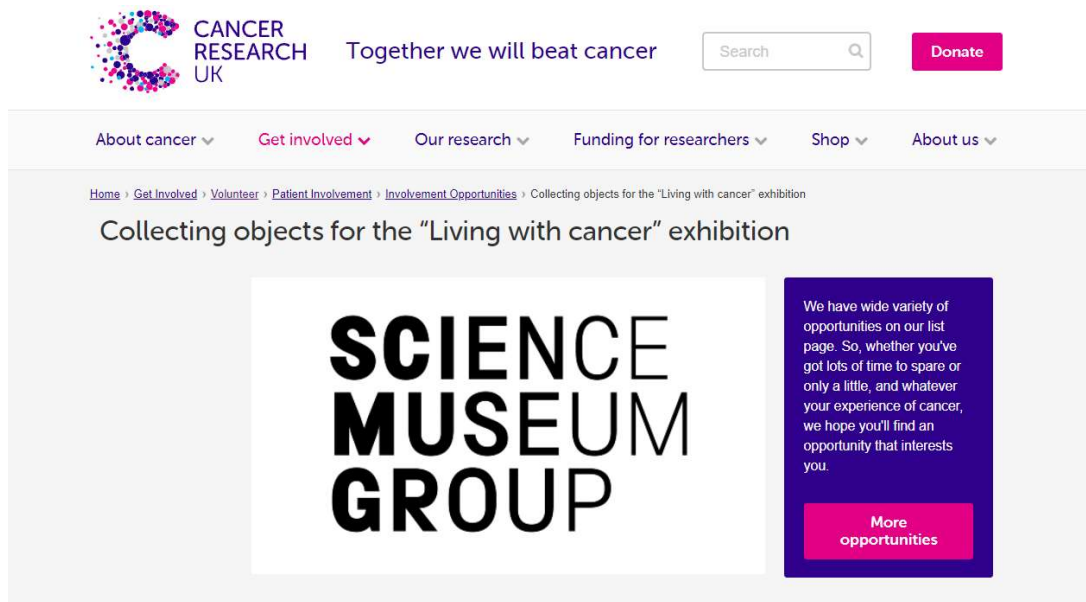 CANCER
RESEARCH
UK
Together we will beat cancer
Search
Donate
About cancer
Get involved
Our research
Funding for researchers
Shop
About us
Home › Get Involved › Volunteer › Patient Involvement › Involvement Opportunities › Collecting objects for the “Living with cancer” exhibition
Collecting objects for the “Living with cancer” exhibition
SCIENCE
MUSEUM
GROUP
We have wide variety of
opportunities on our list
page. So, whether you've
got lots of time to spare or
only a little, and whatever
your experience of cancer,
we hope you'll find an
opportunity that interests
you.
More
opportunities